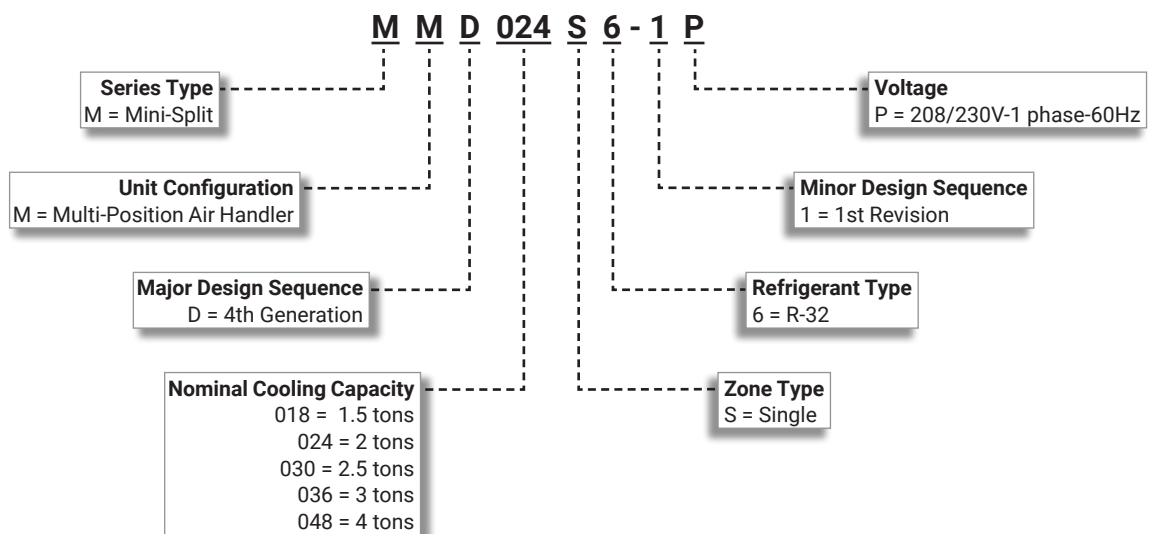 M M D 024 S 6 - 1 P
Series Type
M = Mini-Split
Voltage
P = 208/230V-1 phase-60Hz
Unit Configuration
M = Multi-Position Air Handler
Minor Design Sequence
1 = 1st Revision
Major Design Sequence
D = 4th Generation
Refrigerant Type
6 = R-32
Nominal Cooling Capacity
018 = 1.5 tons
024 = 2 tons
030 = 2.5 tons
036 = 3 tons
048 = 4 tons
Zone Type
S = Single